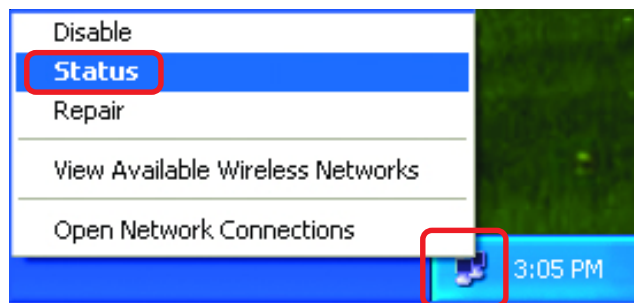 Disable
Status
Repair
View Available Wireless Networks
Open Network Connections
3:05 PM